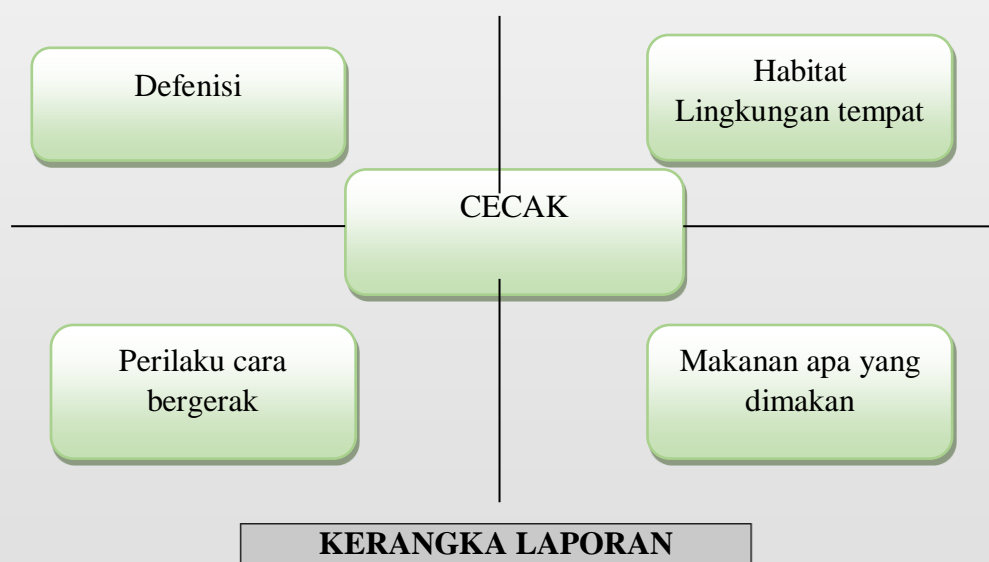 Defenisi
Habitat
Lingkungan tempat
CECAK
Perilaku cara
bergerak
Makanan apa yang
dimakan
KERANGKA LAPORAN